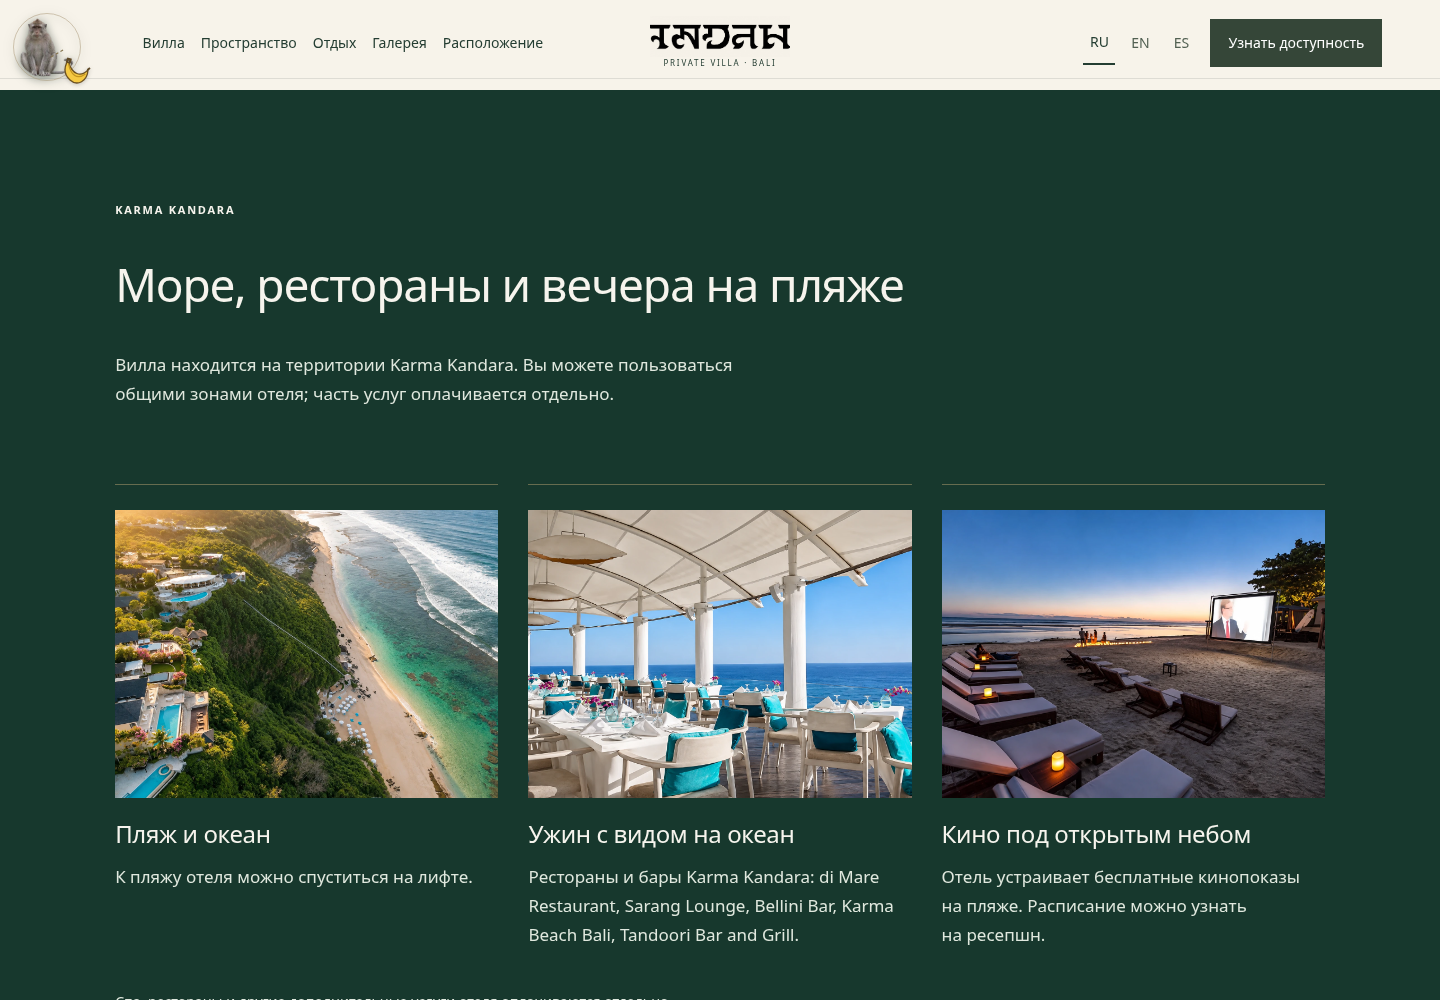 Вилла Пространство Отдых Галерея Расположение
INDAH
PRIVATE VILLA · BALI
RU EN ES Узнать доступность
KARMA KANDARA
Море, рестораны и вечера на пляже
Вилла находится на территории Karma Kandara. Вы можете пользоваться
общими зонами отеля; часть услуг оплачивается отдельно.
Пляж и океан
К пляжу отеля можно спуститься на лифте.
Ужин с видом на океан
Рестораны и бары Karma Kandara: di Mare
Restaurant, Sarang Lounge, Bellini Bar, Karma
Beach Bali, Tandoori Bar and Grill.
Кино под открытым небом
Отель устраивает бесплатные кинопоказы
на пляже. Расписание можно узнать
на ресепшн.